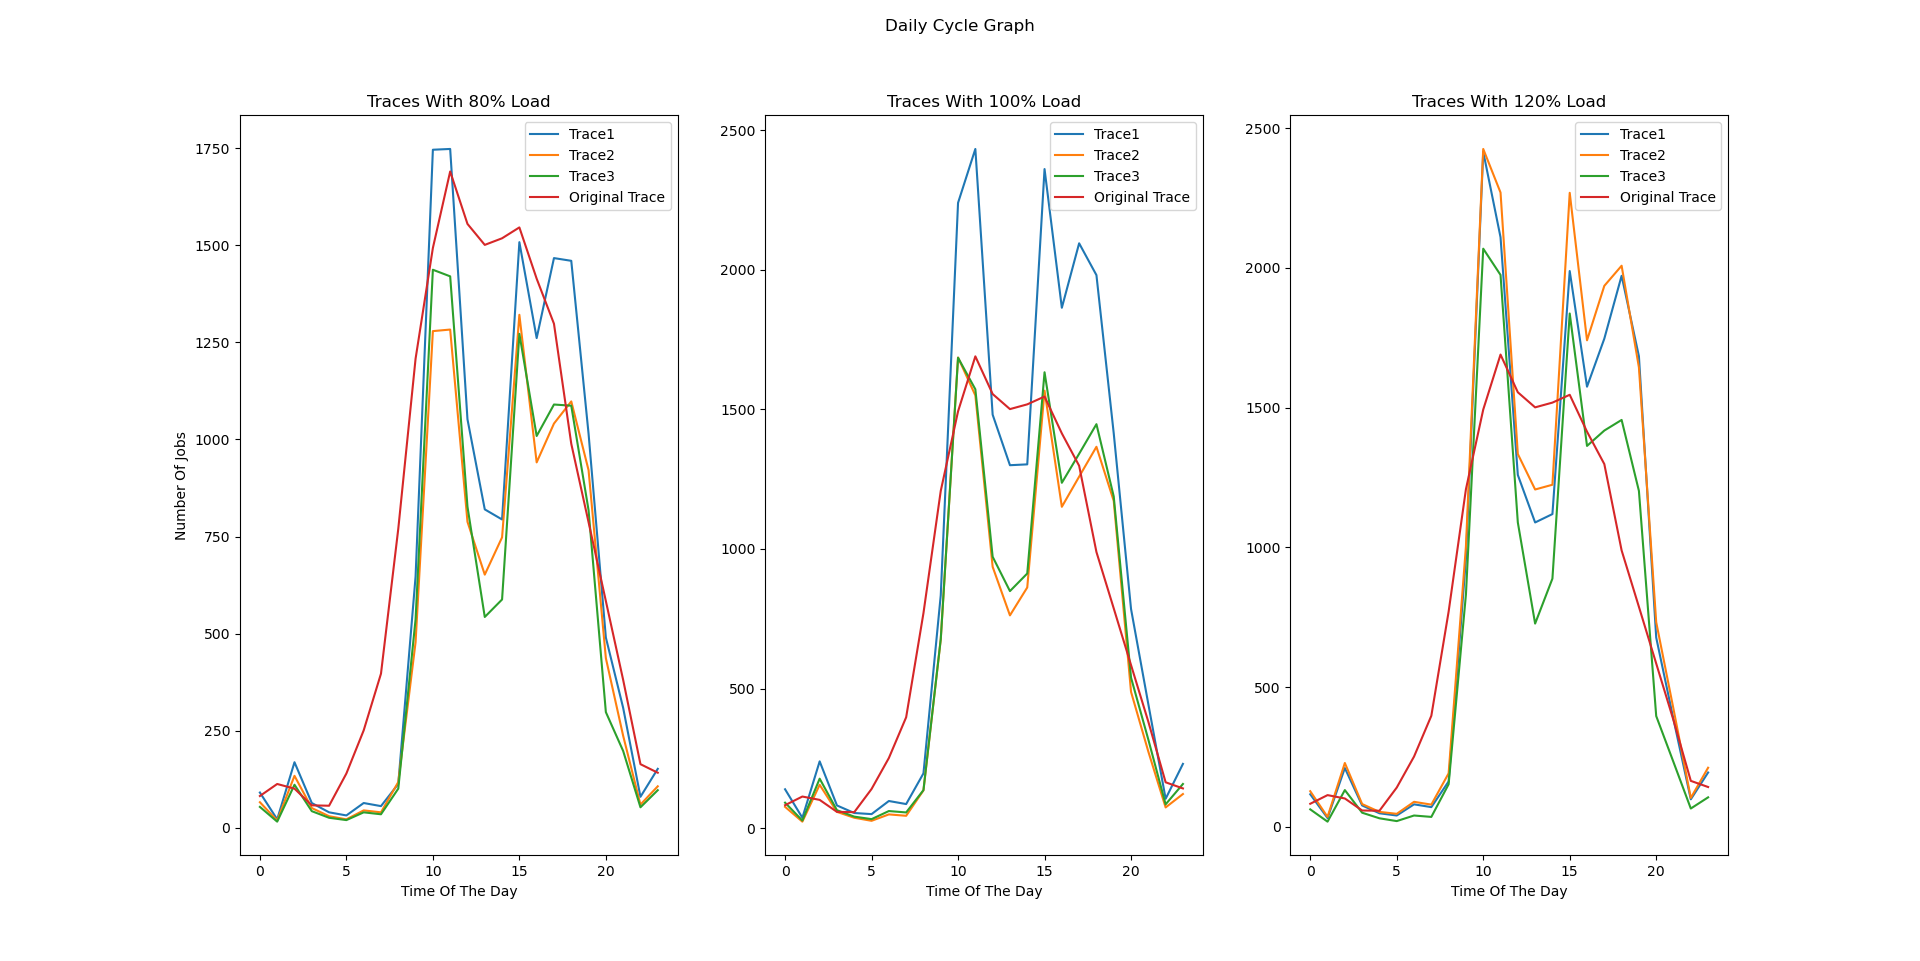 Daily Cycle Graph
Traces With 80% Load
Number Of Jobs
1750
1500
1250
1000
750
500
250
0
0 5 10 15 20
Time Of The Day
Trace1
Trace2
Trace3
Original Trace
Traces With 100% Load
2500
2000
1500
1000
500
0
0 5 10 15 20
Time Of The Day
Trace1
Trace2
Trace3
Original Trace
Traces With 120% Load
2500
2000
1500
1000
500
0
0 5 10 15 20
Time Of The Day
Trace1
Trace2
Trace3
Original Trace